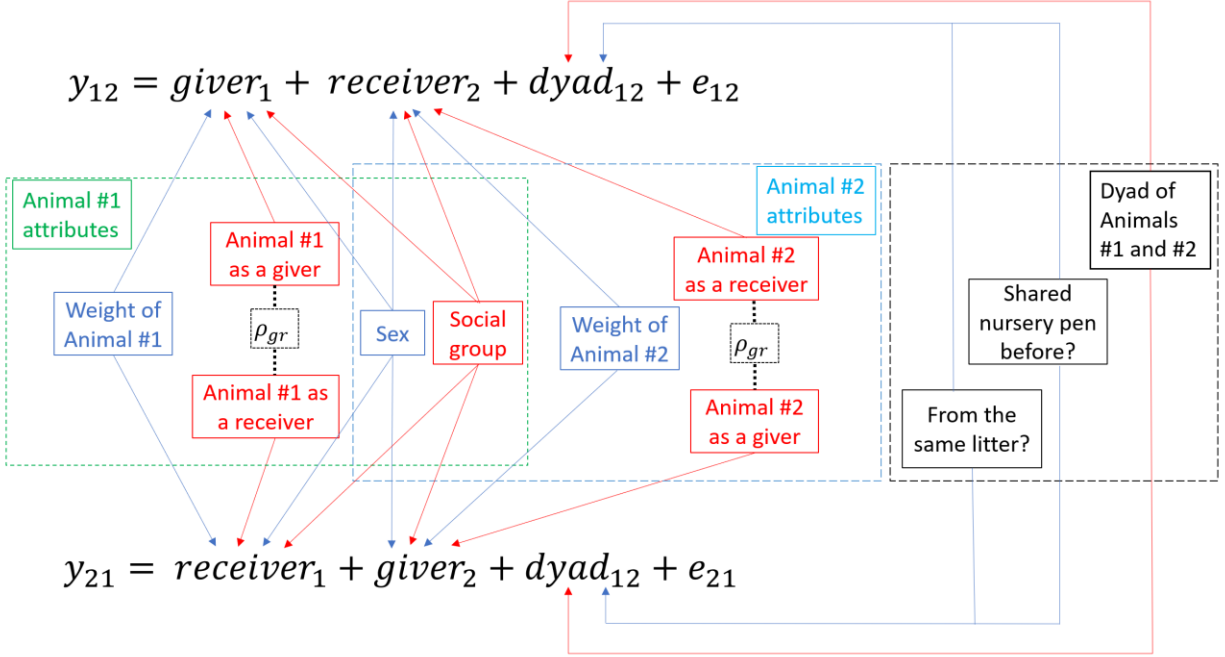 y₁₂ = giver₁ + receiver₂ + dyad₁₂ + e₁₂
Animal #1
attributes
Animal #2
attributes
Dyad of
Animals
#1 and #2
Animal #1
as a giver
Animal #2
as a receiver
Weight of
Animal #1
ρgr
Sex
Social
group
Weight of
Animal #2
ρgr
Shared
nursery pen
before?
Animal #1 as
a receiver
Animal #2
as a giver
From the
same litter?
y₂₁ = receiver₁ + giver₂ + dyad₁₂ + e₂₁